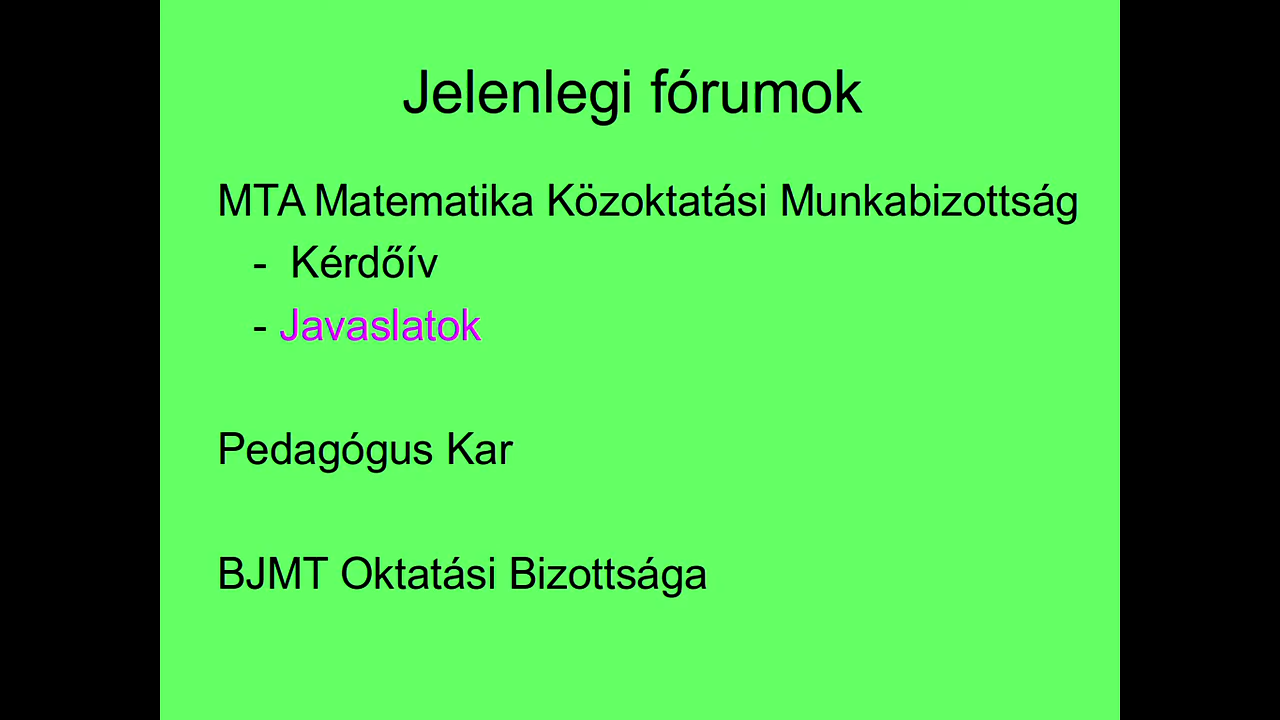 Jelenlegi fórumok
MTA Matematika Közoktatási Munkabizottság
- Kérdőív
- Javaslatok
Pedagógus Kar
BJMT Oktatási Bizottsága